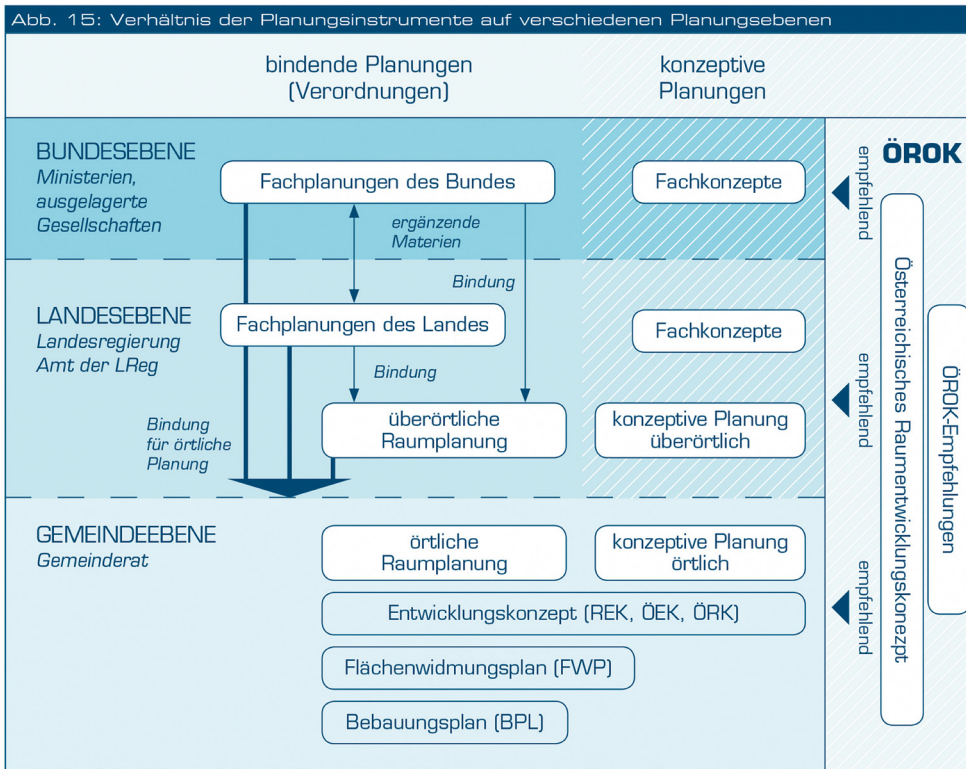 Abb. 15: Verhältnis der Planungsinstrumente auf verschiedenen Planungsebenen
bindende Planungen
(Verordnungen)
konzeptive
Planungen
BUNDESEBENE
Ministerien,
ausgelagerte
Gesellschaften
Fachplanungen des Bundes
Fachkonzepte
ergänzende
Materien
Bindung
LANDESEBENE
Landesregierung
Amt der LReg
Fachplanungen des Landes
Fachkonzepte
Bindung
Bindung
für örtliche
Planung
überörtliche
Raumplanung
konzeptive Planung
überörtlich
GEMEINDEEBENE
Gemeinderat
örtliche
Raumplanung
konzeptive Planung
örtlich
Entwicklungskonzept (REK, ÖEK, ÖRK)
Flächenwidmungsplan (FWP)
Bebauungsplan (BPL)
ÖROK
empfehlend
empfehlend
empfehlend
Österreichisches Raumentwicklungskonezpt
ÖROK-Empfehlungen